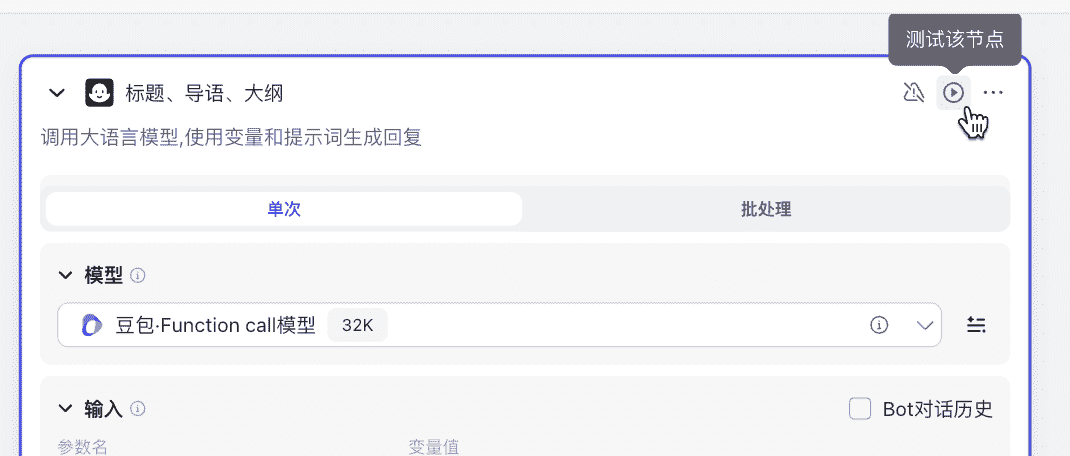 测试该节点
标题、导语、大纲
调用大语言模型,使用变量和提示词生成回复
单次 批处理
模型
豆包·Function call模型 32K
输入 Bot对话历史
参数名 变量值